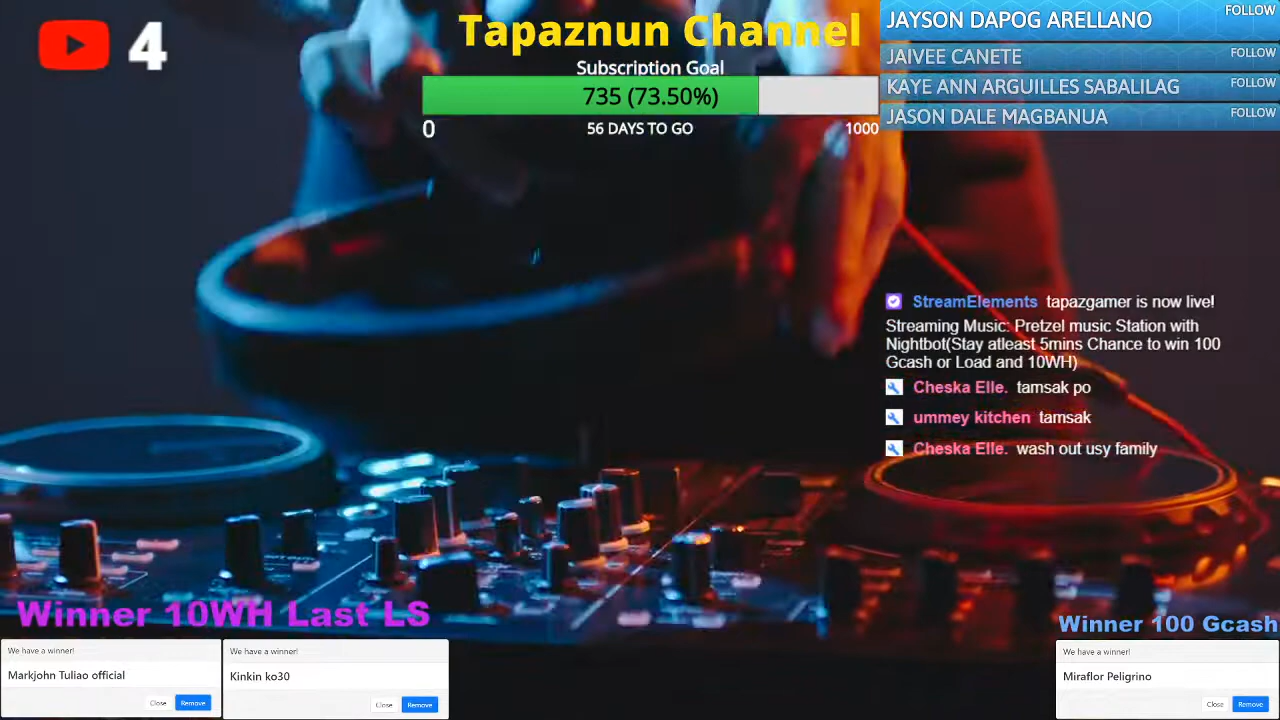 4
Tapaznun Channel
Subscription Goal
735 (73.50%)
0
56 DAYS TO GO
1000
JAYSON DAPOG ARELLANO
FOLLOW
JAIVEE CANETE
FOLLOW
KAYE ANN ARGUILLES SABALILAG
FOLLOW
JASON DALE MAGBANUA
FOLLOW
StreamElements tapazgamer is now live!
Streaming Music: Pretzel music Station with
Nightbot(Stay atleast 5mins Chance to win 100
Gcash or Load and 10WH)
Cheska Elle. tamsak po
ummey kitchen tamsak
Cheska Elle. wash out usy family
Winner 10WH Last LS
We have a winner!
Markjohn Tuliao official
Close Remove
We have a winner!
Kinkin ko30
Close Remove
Winner 100 Gcash
We have a winner!
Miraflor Peligrino
Close Remove